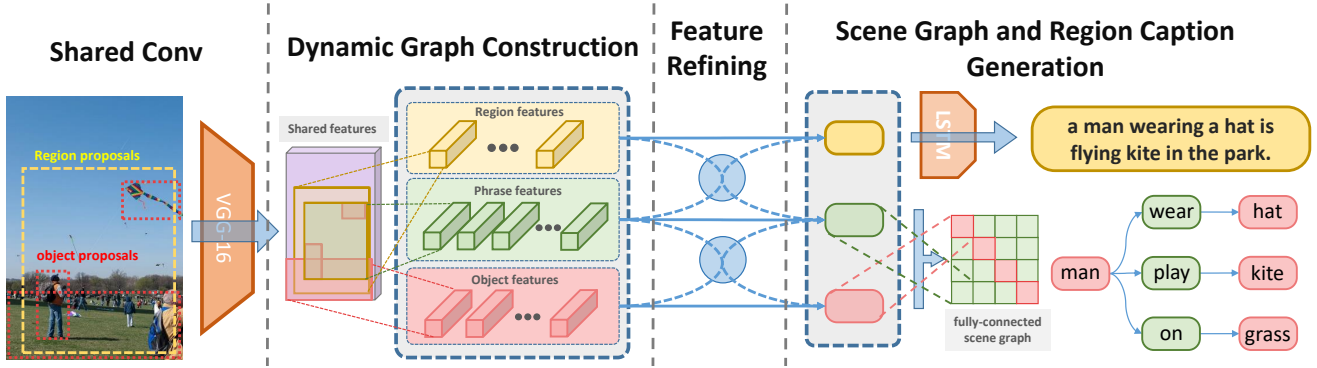 Shared Conv
Dynamic Graph Construction
Feature
Refining
Scene Graph and Region Caption
Generation
Region proposals
object proposals
VGG-16
Shared features
Region features
Phrase features
Object features
LSTM
a man wearing a hat is
flying kite in the park.
fully-connected
scene graph
man
wear
hat
play
kite
on
grass